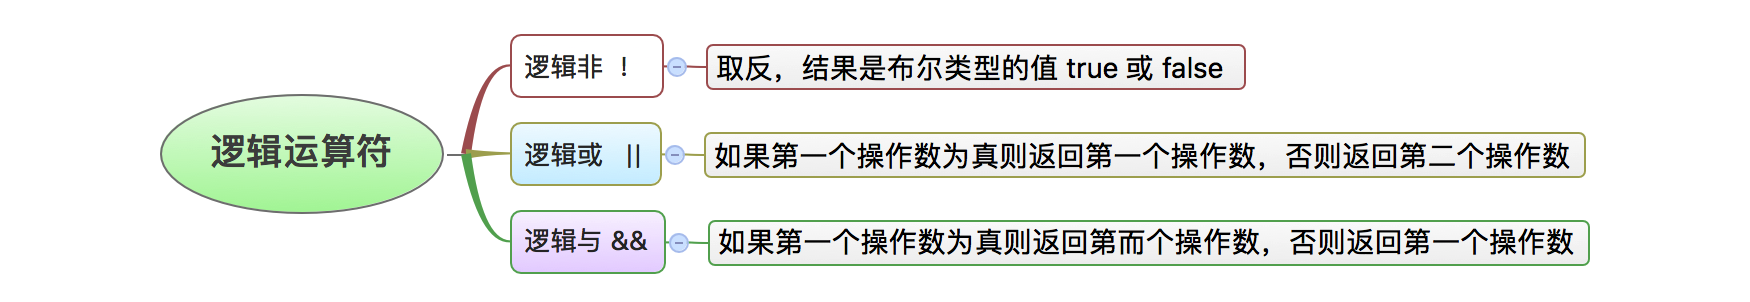 逻辑运算符
逻辑非 !
取反，结果是布尔类型的值 true 或 false
逻辑或 ||
如果第一个操作数为真则返回第一个操作数，否则返回第二个操作数
逻辑与 &&
如果第一个操作数为真则返回第而个操作数，否则返回第一个操作数